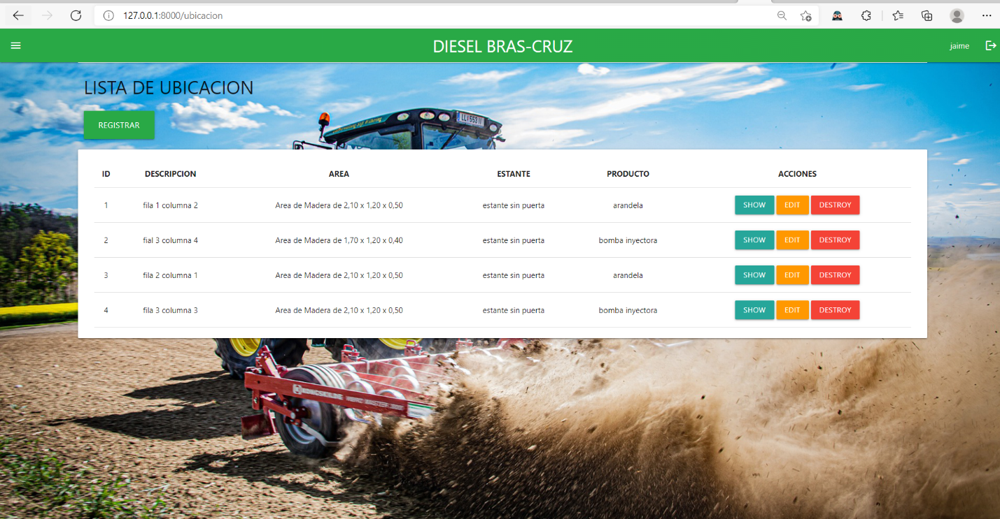 127.0.0.1:8000/ubicacion
DIESEL BRAS-CRUZ
jaime
LISTA DE UBICACION
REGISTRAR
LLI 553 II
ID DESCRIPCION AREA ESTANTE PRODUCTO ACCIONES
1 fila 1 columna 2 Area de Madera de 2,10 x 1,20 x 0,50 estante sin puerta arandela SHOW EDIT DESTROY
2 fial 3 columna 4 Area de Madera de 1,70 x 1,20 x 0,40 estante sin puerta bomba inyectora SHOW EDIT DESTROY
3 fila 2 columna 1 Area de Madera de 2,10 x 1,20 x 0,50 estante sin puerta arandela SHOW EDIT DESTROY
4 fila 3 columna 3 Area de Madera de 2,10 x 1,20 x 0,50 estante sin puerta bomba inyectora SHOW EDIT DESTROY